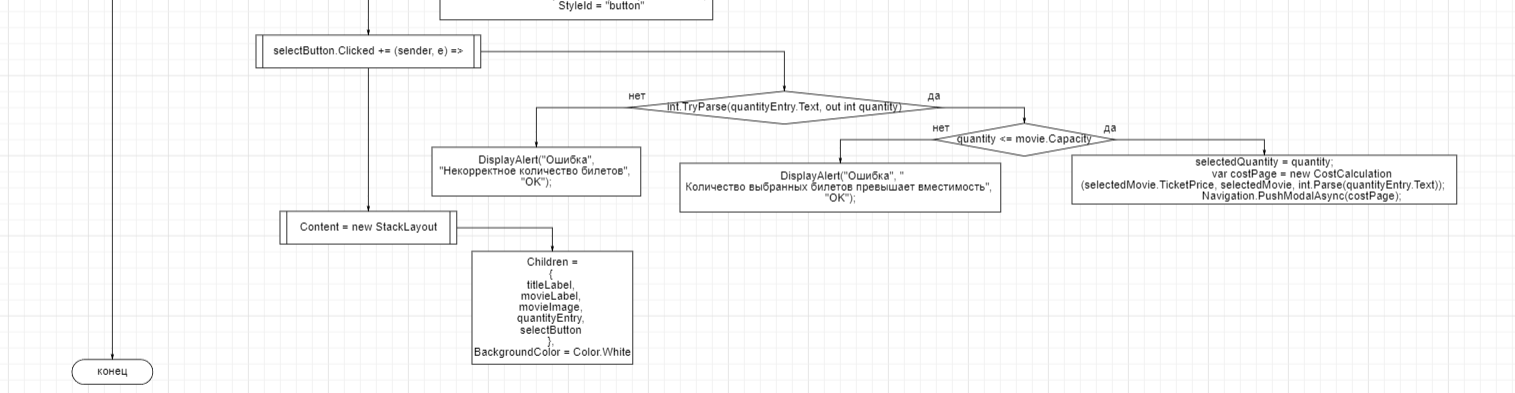 StyleId = "button"
selectButton.Clicked += (sender, e) =>
нет
да
int.TryParse(quantityEntry.Text, out int quantity)
нет
да
quantity <= movie.Capacity
DisplayAlert("Ошибка",
"Некорректное количество билетов",
"OK");
DisplayAlert("Ошибка", "
Количество выбранных билетов превышает вместимость",
"OK");
selectedQuantity = quantity;
var costPage = new CostCalculation
(selectedMovie.TicketPrice, selectedMovie, int.Parse(quantityEntry.Text));
Navigation.PushModalAsync(costPage);
Content = new StackLayout
Children =
{
titleLabel,
movieLabel,
movieImage,
quantityEntry,
selectButton
},
BackgroundColor = Color.White
конец